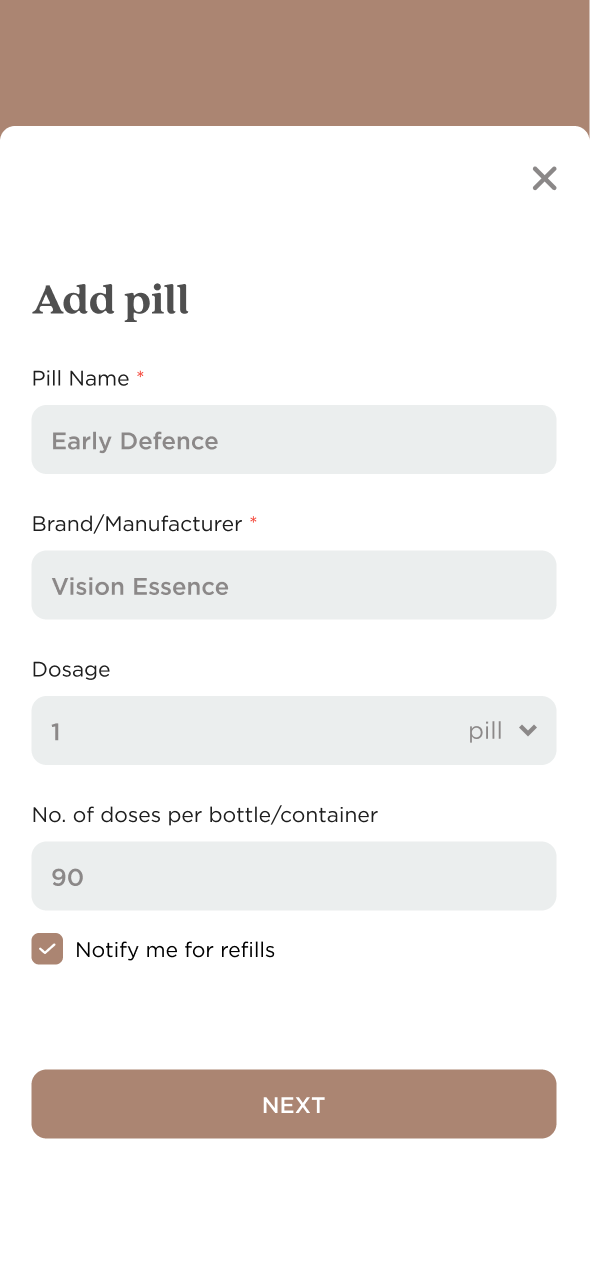 Add pill
Pill Name *
Early Defence
Brand/Manufacturer *
Vision Essence
Dosage
1 pill
No. of doses per bottle/container
90
Notify me for refills
NEXT